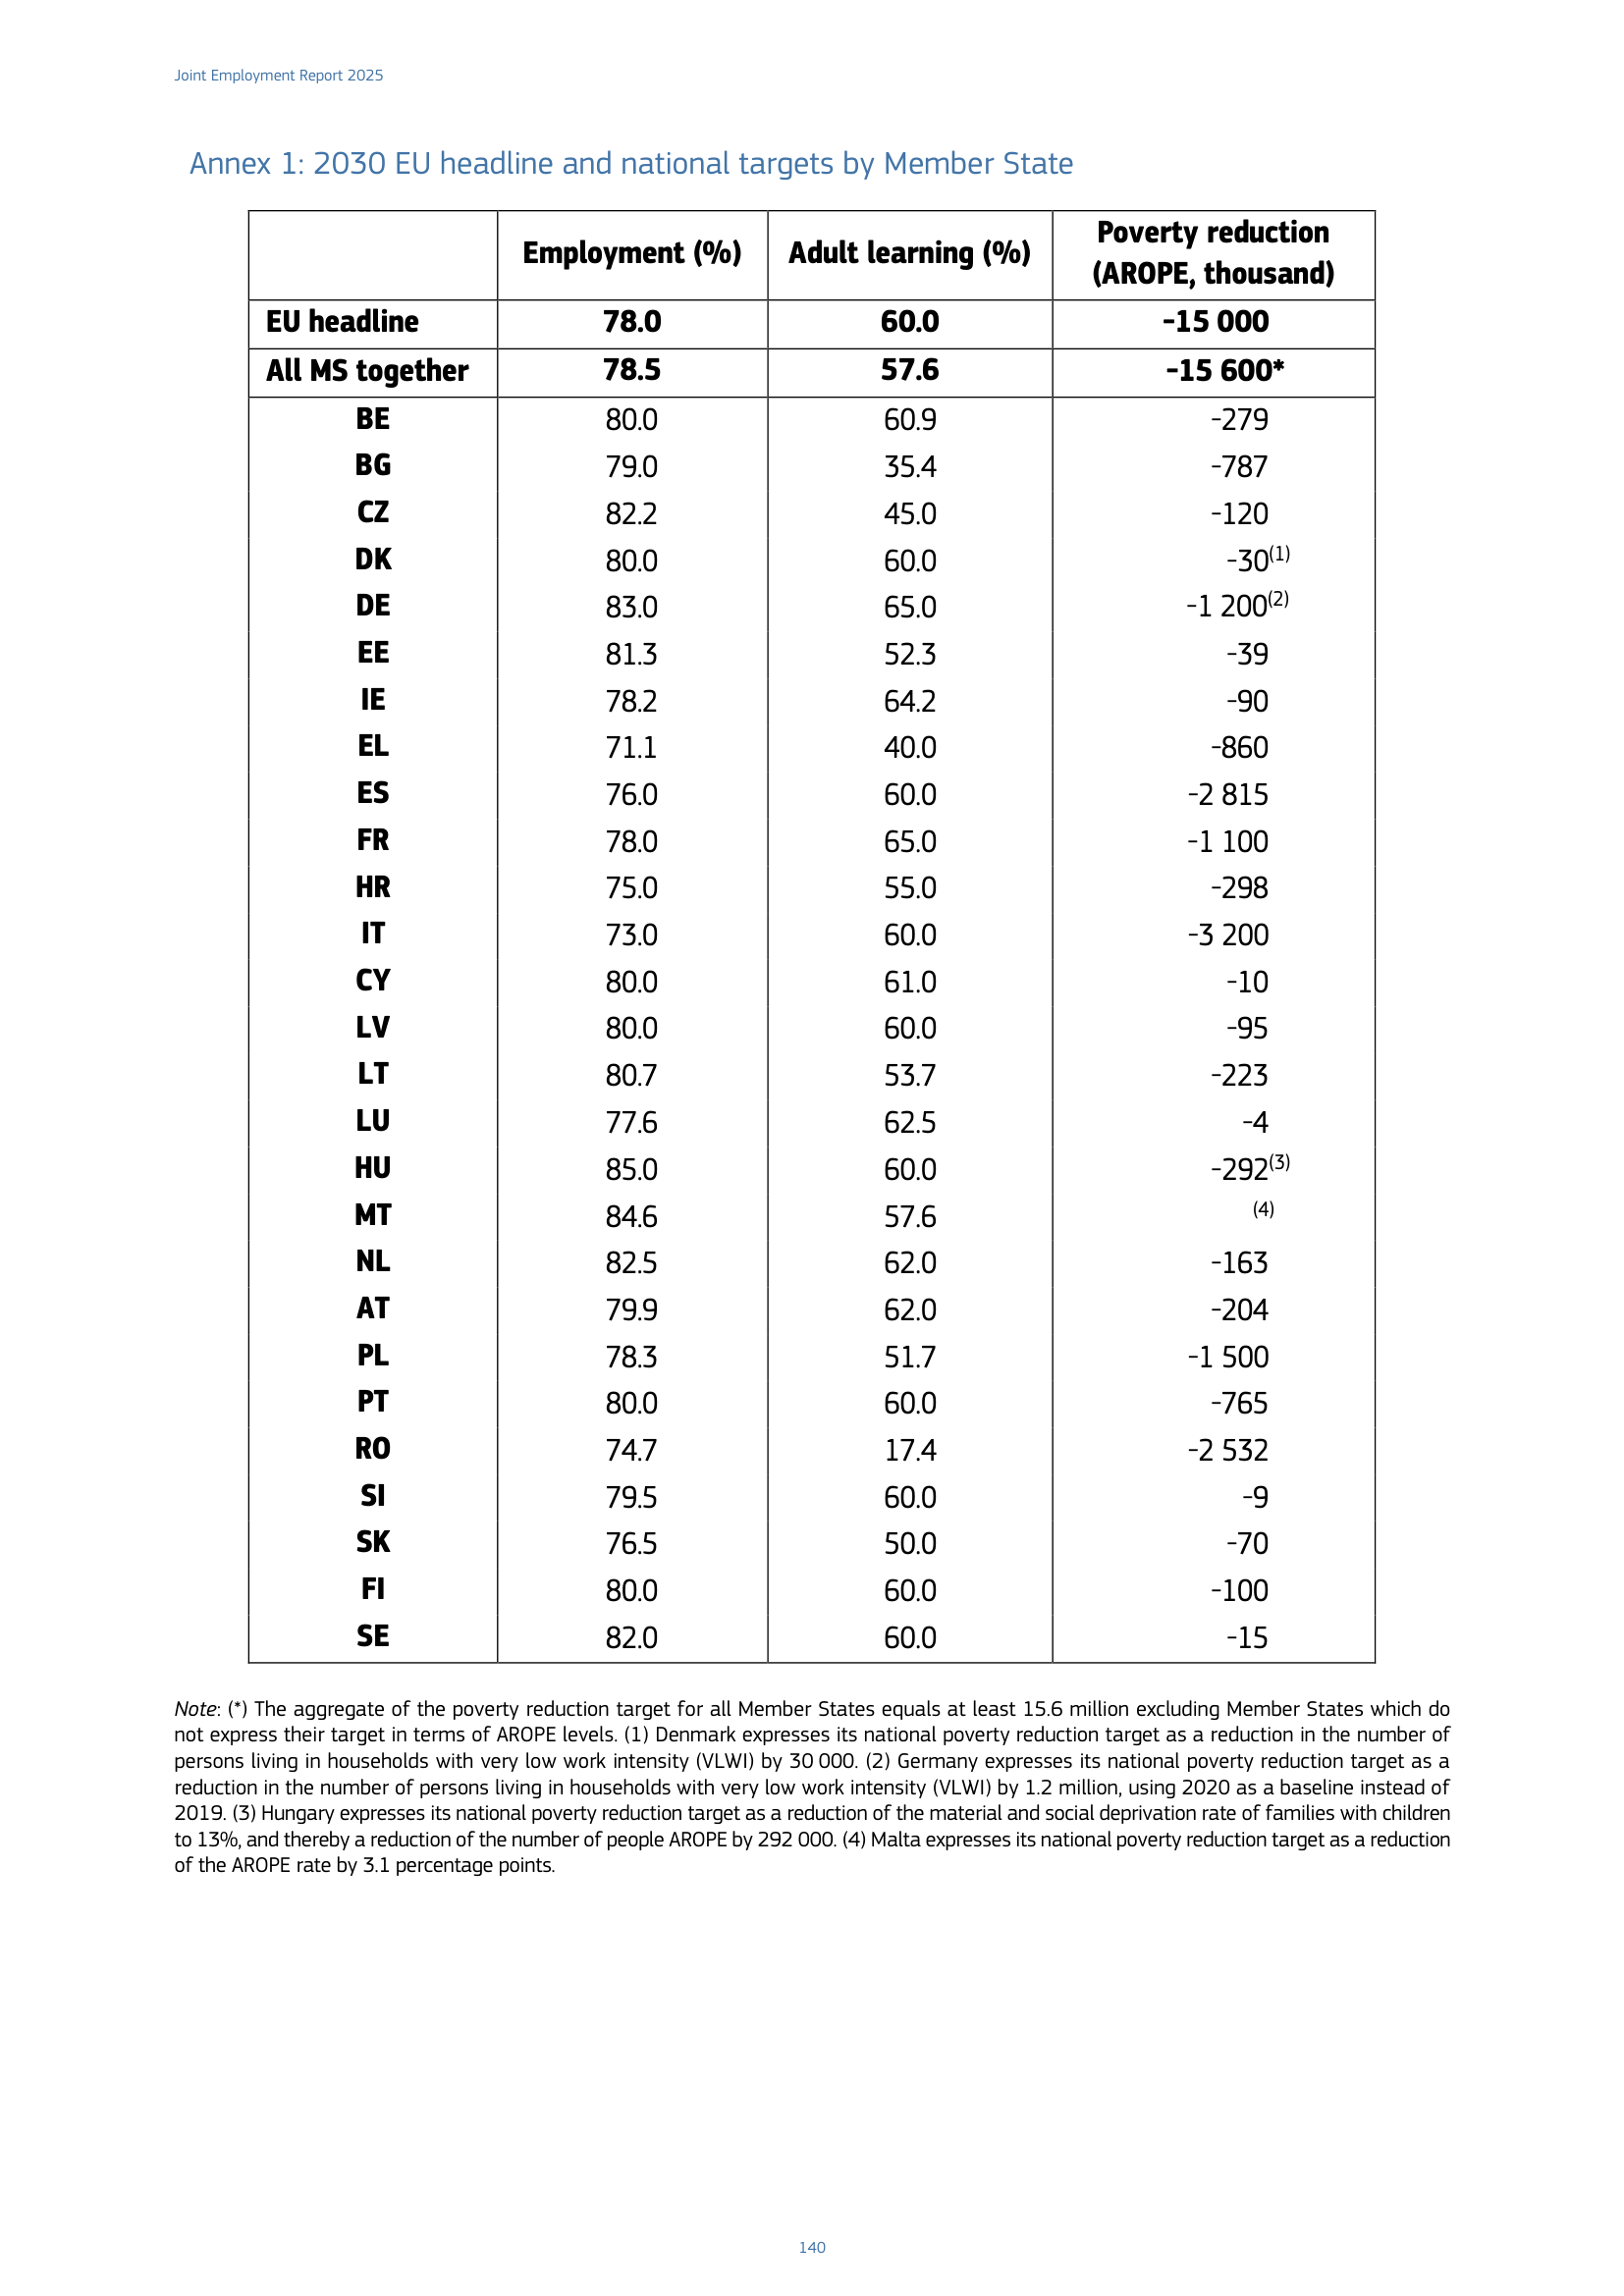 Joint Employment Report 2025
Annex 1: 2030 EU headline and national targets by Member State
Employment (%) Adult learning (%) Poverty reduction (AROPE, thousand)
EU headline 78.0 60.0 -15 000
All MS together 78.5 57.6 -15 600*
BE 80.0 60.9 -279
BG 79.0 35.4 -787
CZ 82.2 45.0 -120
DK 80.0 60.0 -30(1)
DE 83.0 65.0 -1 200(2)
EE 81.3 52.3 -39
IE 78.2 64.2 -90
EL 71.1 40.0 -860
ES 76.0 60.0 -2 815
FR 78.0 65.0 -1 100
HR 75.0 55.0 -298
IT 73.0 60.0 -3 200
CY 80.0 61.0 -10
LV 80.0 60.0 -95
LT 80.7 53.7 -223
LU 77.6 62.5 -4
HU 85.0 60.0 -292(3)
MT 84.6 57.6 (4)
NL 82.5 62.0 -163
AT 79.9 62.0 -204
PL 78.3 51.7 -1 500
PT 80.0 60.0 -765
RO 74.7 17.4 -2 532
SI 79.5 60.0 -9
SK 76.5 50.0 -70
FI 80.0 60.0 -100
SE 82.0 60.0 -15
Note: (*) The aggregate of the poverty reduction target for all Member States equals at least 15.6 million excluding Member States which do
not express their target in terms of AROPE levels. (1) Denmark expresses its national poverty reduction target as a reduction in the number of
persons living in households with very low work intensity (VLWI) by 30 000. (2) Germany expresses its national poverty reduction target as a
reduction in the number of persons living in households with very low work intensity (VLWI) by 1.2 million, using 2020 as a baseline instead of
2019. (3) Hungary expresses its national poverty reduction target as a reduction of the material and social deprivation rate of families with children
to 13%, and thereby a reduction of the number of people AROPE by 292 000. (4) Malta expresses its national poverty reduction target as a reduction
of the AROPE rate by 3.1 percentage points.
140